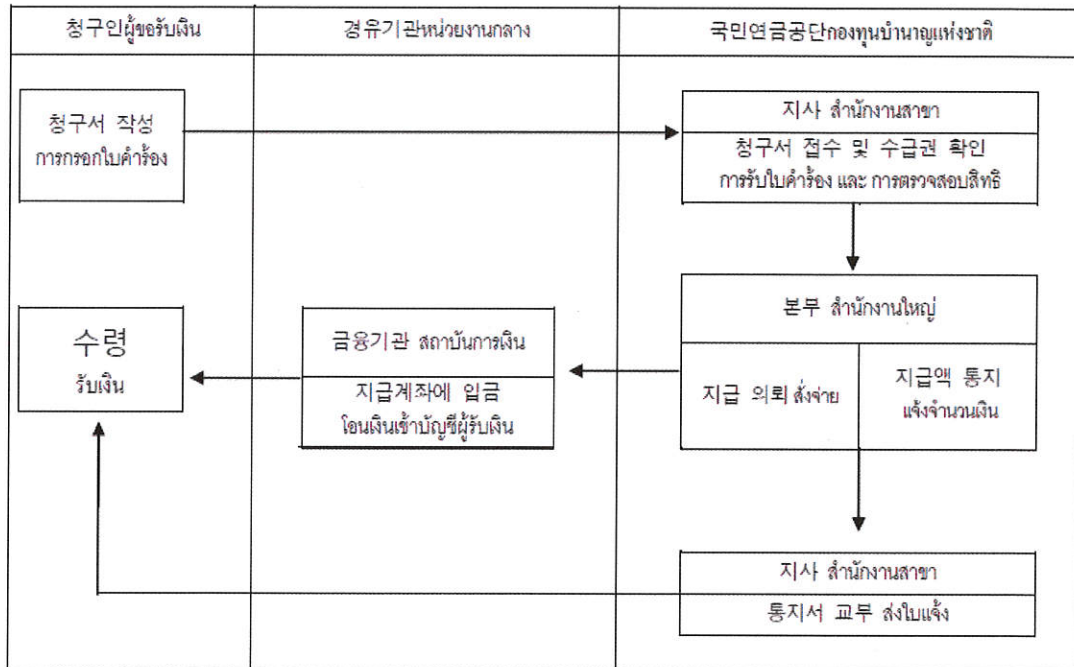 청구인ผู้ขอรับเงิน
경유기관หน่วยงานกลาง
국민연금공단กองทุนบำนาญแห่งชาติ
청구서 작성
การกรอกใบคำร้อง
지사 สำนักงานสาขา
청구서 접수 및 수급권 확인
การรับใบคำร้อง และ การตรวจสอบสิทธิ
본부 สำนักงานใหญ่
지급 의뢰 สั่งจ่าย
지급액 통지
แจ้งจำนวนเงิน
금융기관 สถาบันการเงิน
지급계좌에 입금
โอนเงินเข้าบัญชีผู้รับเงิน
수령
รับเงิน
지사 สำนักงานสาขา
통지서 교부 ส่งใบแจ้ง